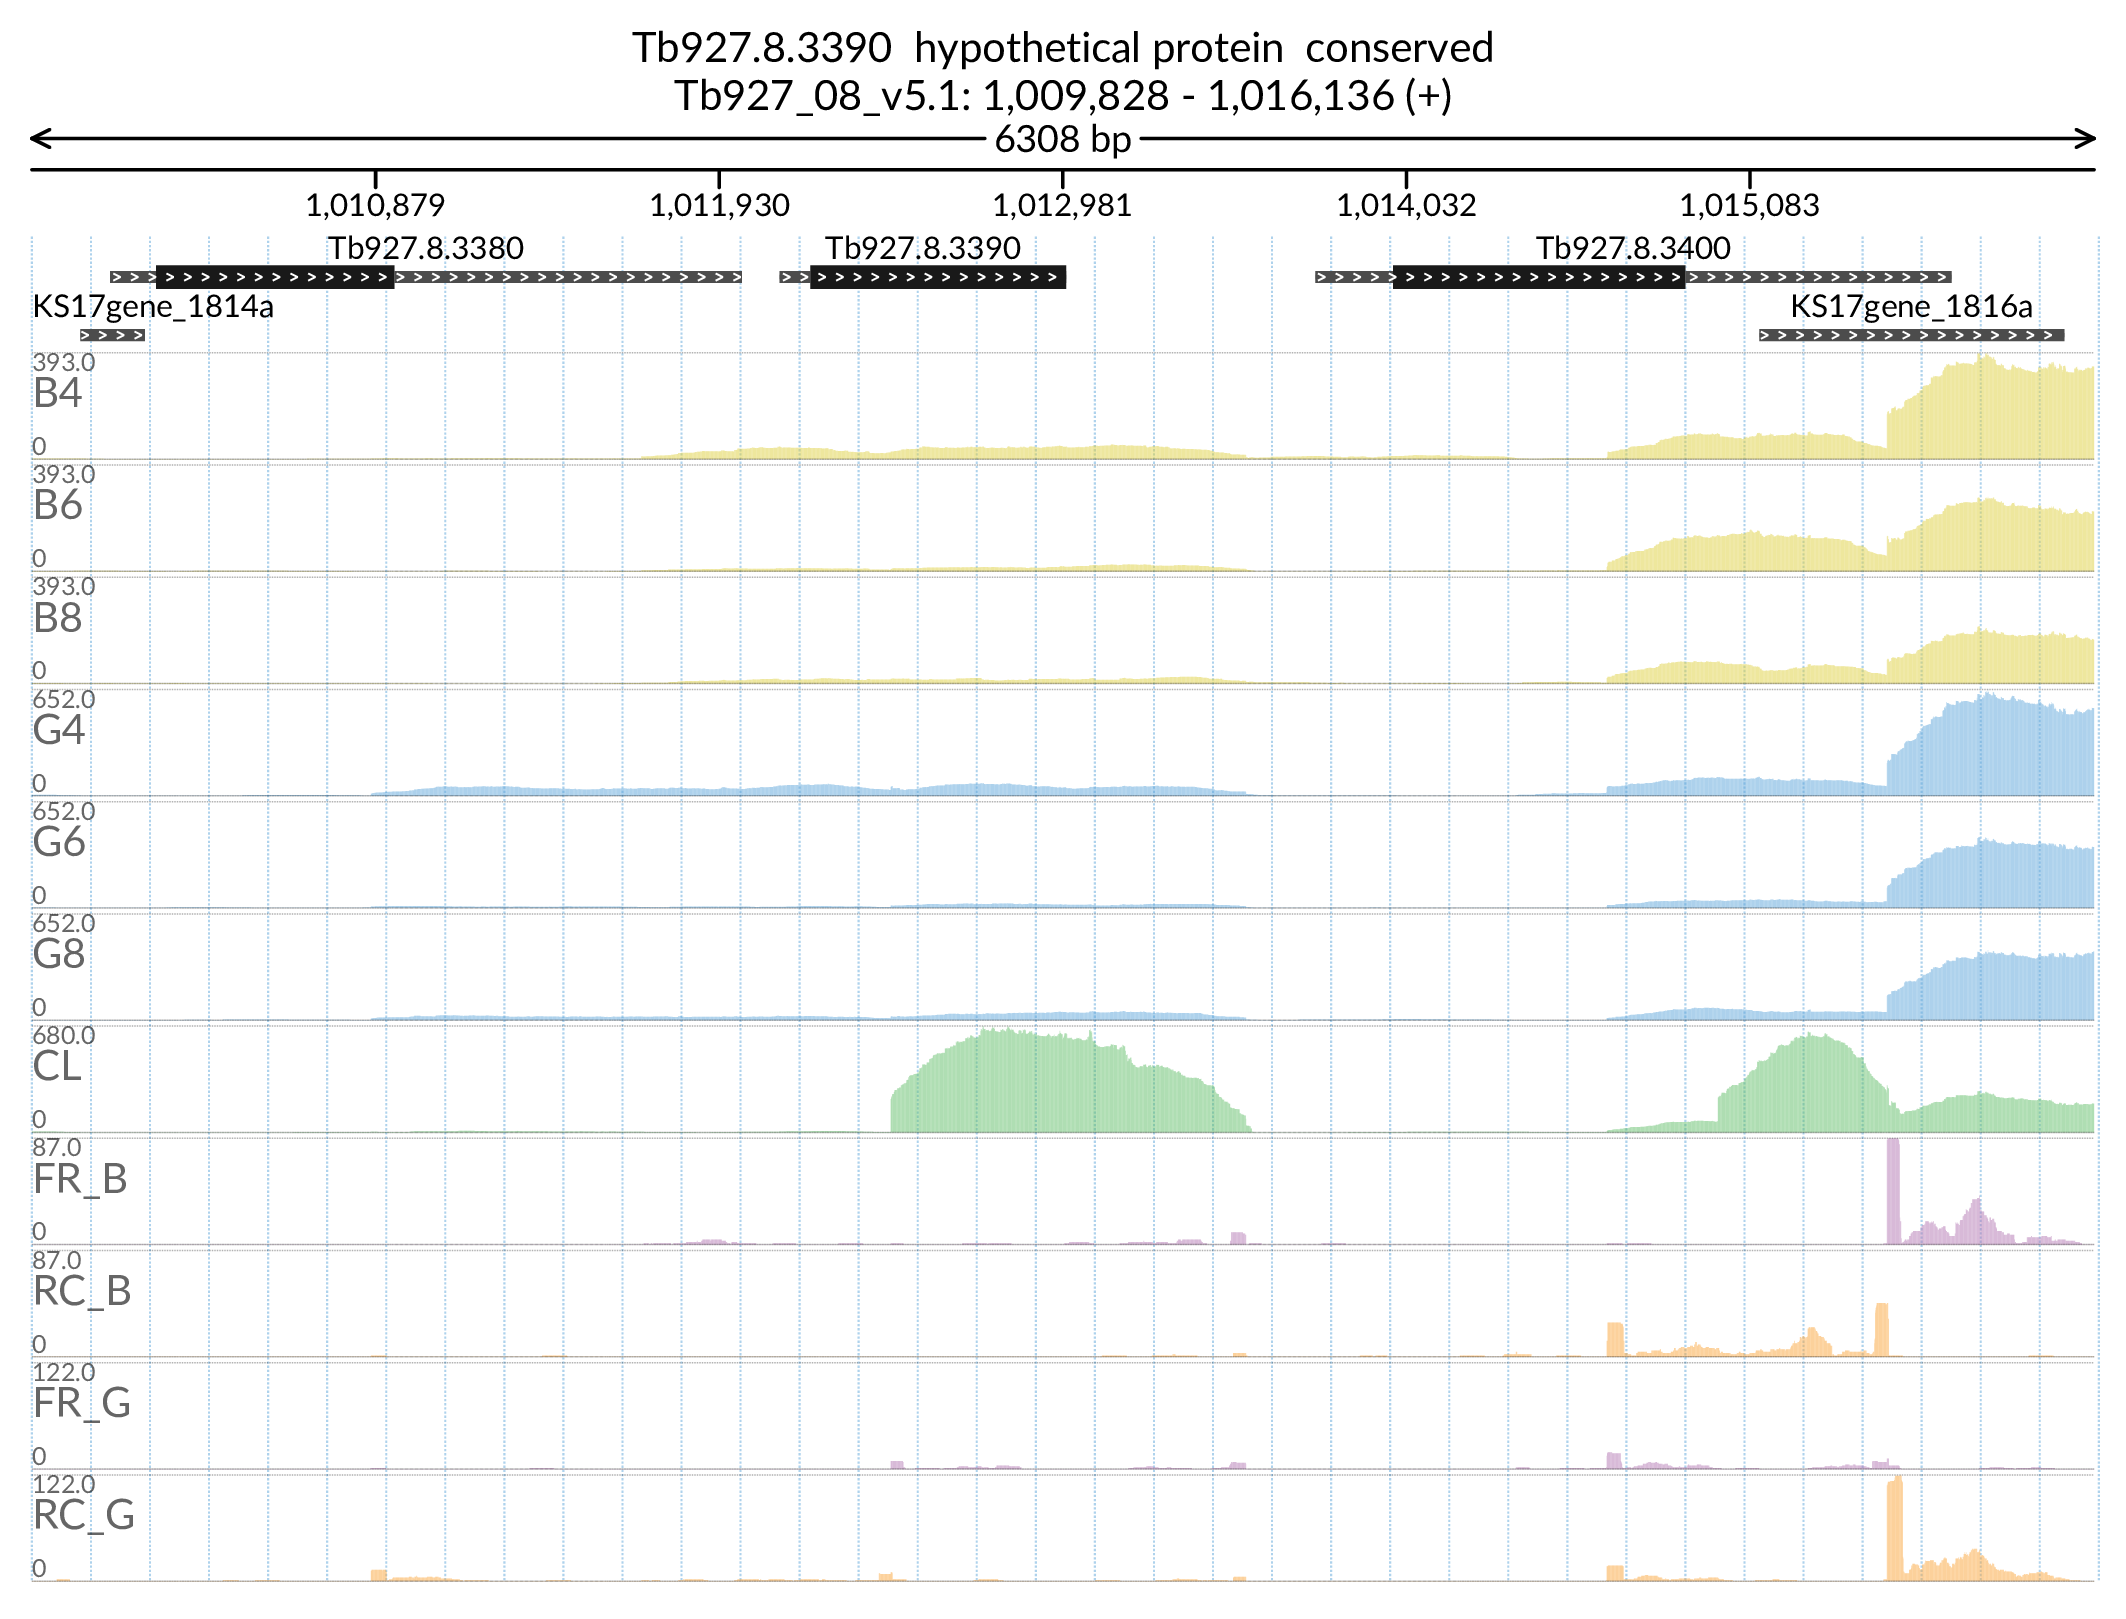 Tb927.8.3390  hypothetical protein  conserved
Tb927_08_v5.1: 1,009,828 - 1,016,136 (+)
6308 bp
1,010,879 1,011,930 1,012,981 1,014,032 1,015,083
Tb927.8.3380 Tb927.8.3390 Tb927.8.3400
KS17gene_1814a KS17gene_1816a
393.0
B4
0
393.0
B6
0
393.0
B8
0
652.0
G4
0
652.0
G6
0
652.0
G8
0
680.0
CL
0
87.0
FR_B
0
87.0
RC_B
0
122.0
FR_G
0
122.0
RC_G
0